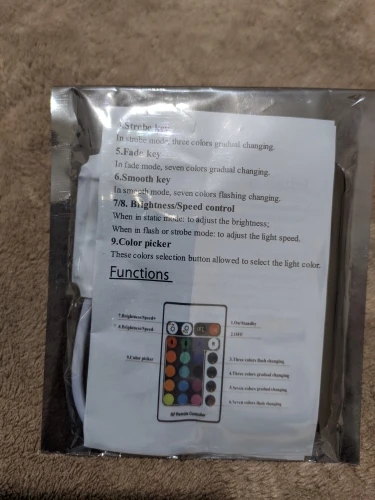 4.Strobe key
In strobe mode, three colors gradual changing.
5.Fade key
In fade mode, seven colors gradual changing.
6.Smooth key
In smooth mode, seven colors flashing changing.
7/8. Brightness/Speed control
When in static mode: to adjust the brightness;
When in flash or strobe mode: to adjust the light speed.
9.Color picker
These colors selection button allowed to select the light color.
Functions
7.Brightness/Speed+
8.Brightness/Speed-
9.Color picker
1.On/Standby
2.OFF
3.Three colors flash changing
4.Three colors gradual changing
5.Seven colors gradual changing
6.Seven colors flash changing
RF Remote Controller